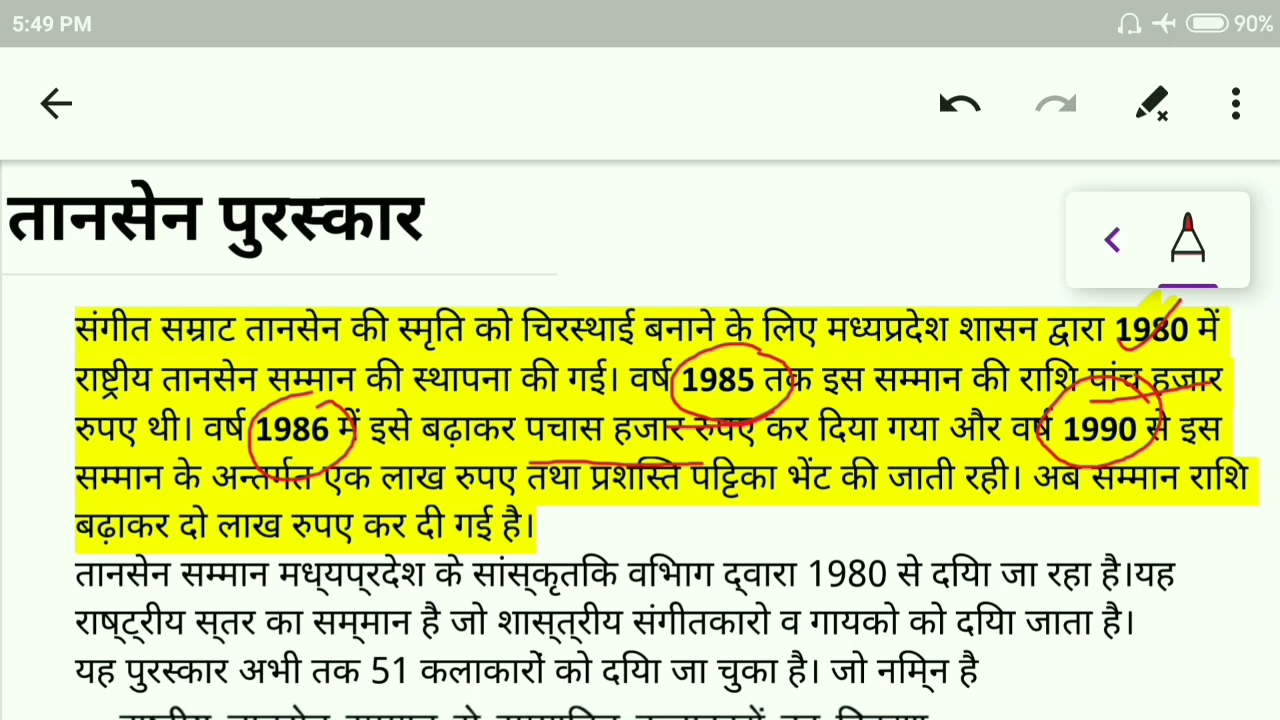 5:49 PM
90%
तानसेन पुरस्कार
संगीत सम्राट तानसेन की स्मृति को चिरस्थाई बनाने के लिए मध्यप्रदेश शासन द्वारा 1980 में
राष्ट्रीय तानसेन सम्मान की स्थापना की गई। वर्ष 1985 तक इस सम्मान की राशि पांच हजार
रुपए थी। वर्ष 1986 में इसे बढ़ाकर पचास हजार रुपए कर दिया गया और वर्ष 1990 से इस
सम्मान के अन्तर्गत एक लाख रुपए तथा प्रशस्ति पट्टिका भेंट की जाती रही। अब सम्मान राशि
बढ़ाकर दो लाख रुपए कर दी गई है।
तानसेन सम्मान मध्यप्रदेश के सांस्कृतकि वभिाग द्वारा 1980 से दयिा जा रहा है।यह
राष्ट्रीय स्तर का सम्मान है जो शास्त्रीय संगीतकारो व गायको को दयिा जाता है।
यह पुरस्कार अभी तक 51 कलाकारों को दयिा जा चुका है। जो नम्नि है